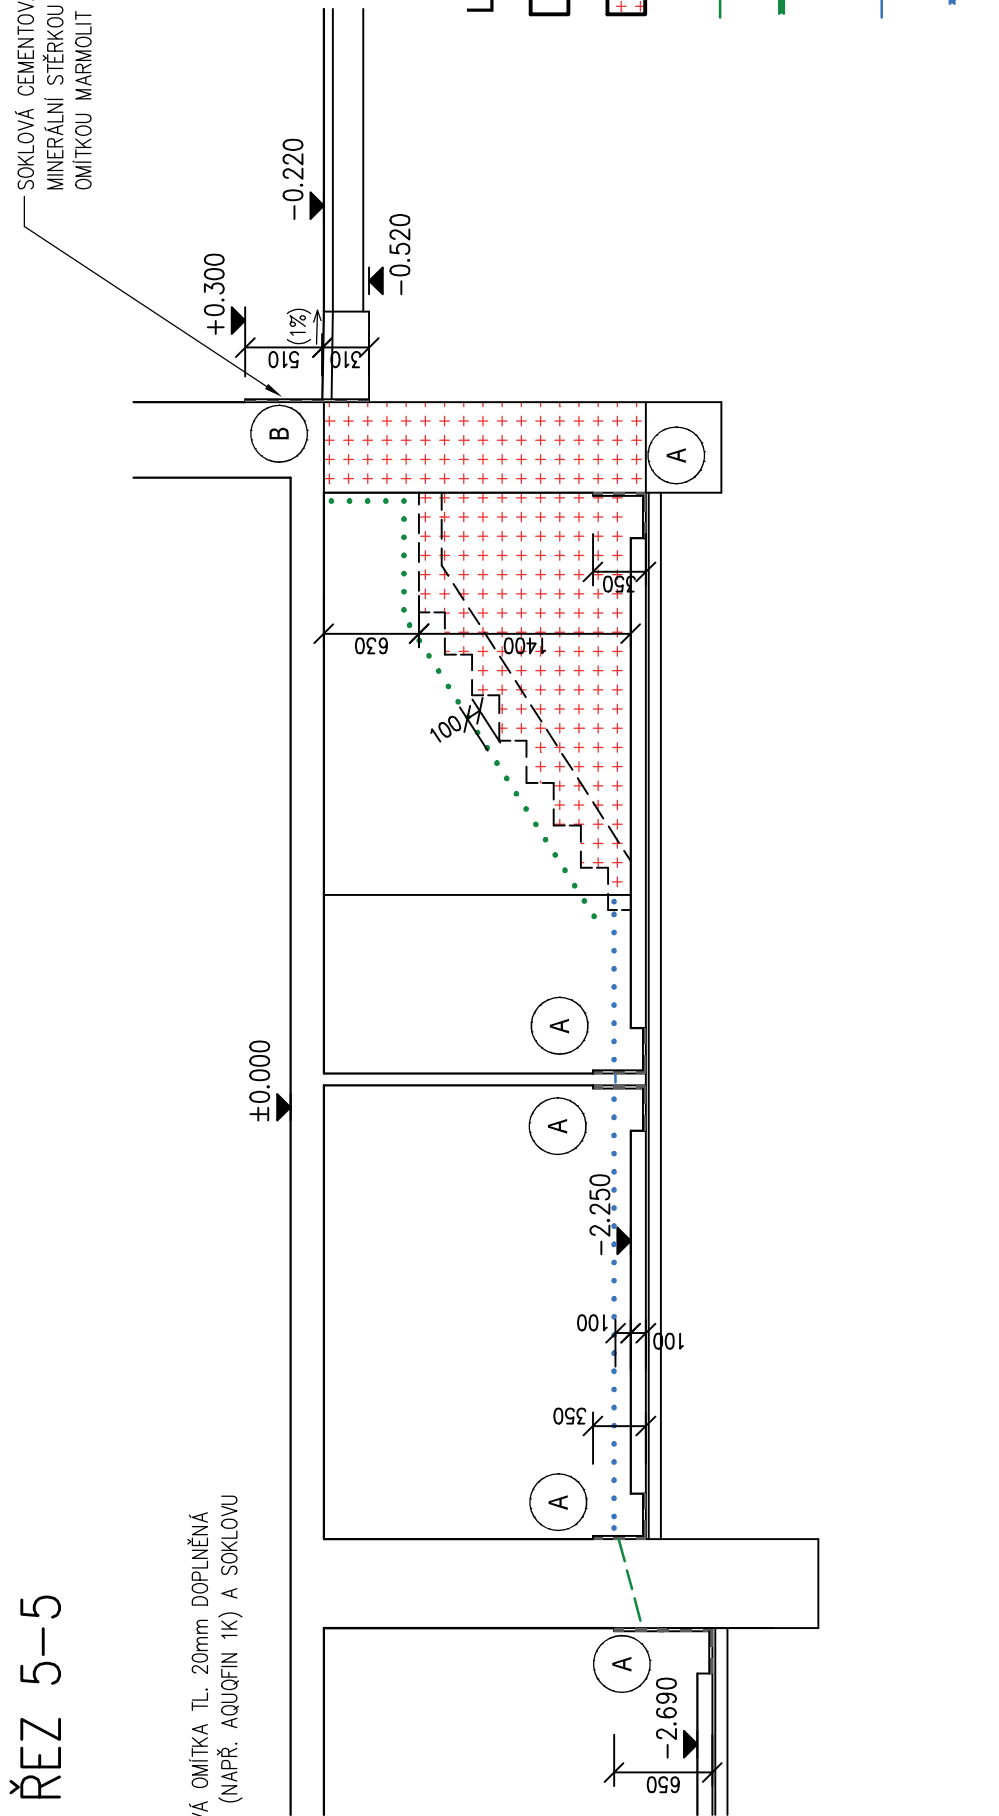 ŘEZ 5-5
VÁ OMÍTKA TL. 20mm DOPLNĚNÁ
(NAPŘ. AQUQFIN 1K) A SOKLOVU
SOKLOVÁ CEMENTOV
MINERÁLNÍ STĚRKOU
OMÍTKOU MARMOLIT
±0.000
+0.300
-0.220
-0.520
510
310
(1%)
B
A
630
1400
350
100
A
A
-2.250
100
100
350
A
A
-2.690
650